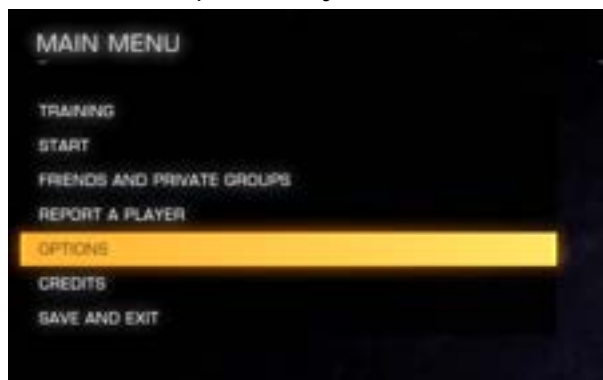 MAIN MENU
TRAINING
START
FRIENDS AND PRIVATE GROUPS
REPORT A PLAYER
OPTIONS
CREDITS
SAVE AND EXIT